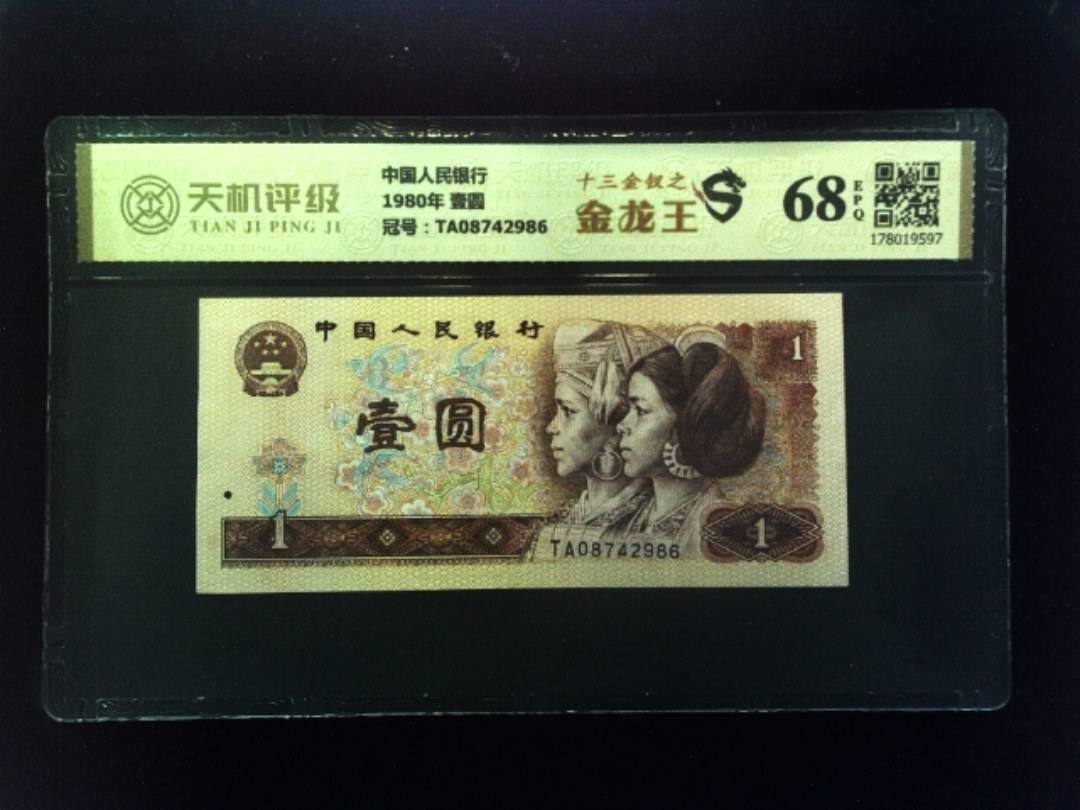 天机评级
TIAN JI PING JI
中国人民银行
1980年 壹圆
冠号：TA08742986
十三金钗之
金龙王
68
EPQ
178019597
中国人民银行
1
壹圆
1
TA08742986
1